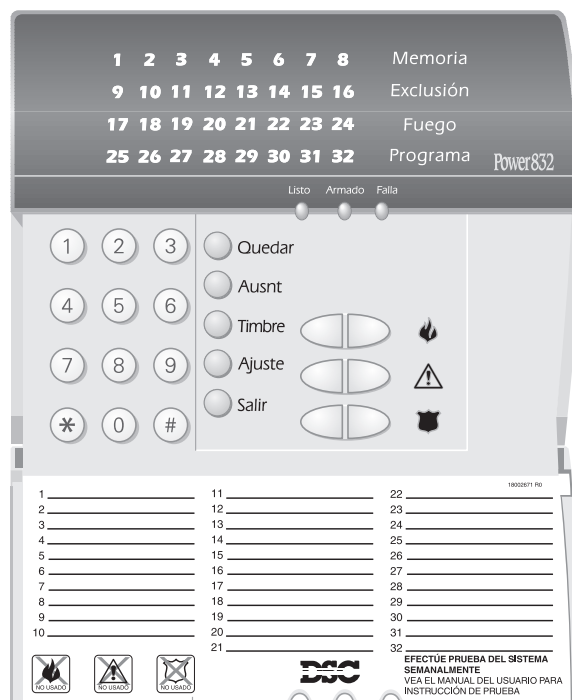 1 2 3 4 5 6 7 8 Memoria
9 10 11 12 13 14 15 16 Exclusión
17 18 19 20 21 22 23 24 Fuego
25 26 27 28 29 30 31 32 Programa Power832
Listo Armado Falla
1 2 3 Quedar
Ausnt
4 5 6 Timbre
7 8 9 Ajuste
* 0 # Salir
18002671 R0
1
2
3
4
5
6
7
8
9
10
11
12
13
14
15
16
17
18
19
20
21
22
23
24
25
26
27
28
29
30
31
32
NO USADO NO USADO NO USADO
DSC
EFECTÚE PRUEBA DEL SISTEMA
SEMANALMENTE
VEA EL MANUAL DEL USUARIO PARA
INSTRUCCIÓN DE PRUEBA